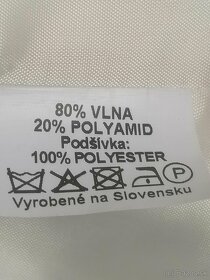 80% VLNA
20% POLYAMID
Podšívka:
100% POLYESTER
Vyrobené na Slovensku